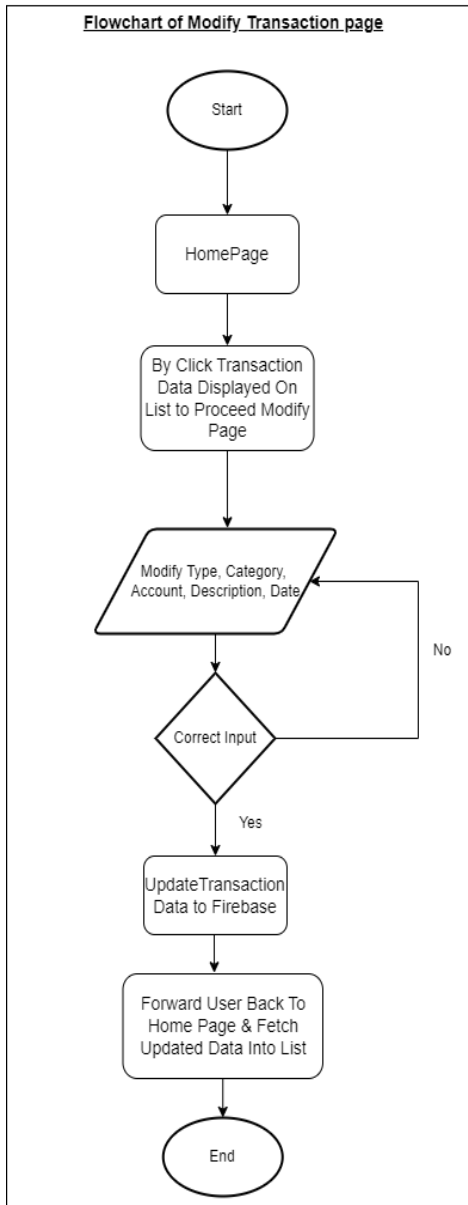 Flowchart of Modify Transaction page
Start
HomePage
By Click Transaction
Data Displayed On
List to Proceed Modify
Page
Modify Type, Category,
Account, Description, Date
No
Correct Input
Yes
UpdateTransaction
Data to Firebase
Forward User Back To
Home Page & Fetch
Updated Data Into List
End